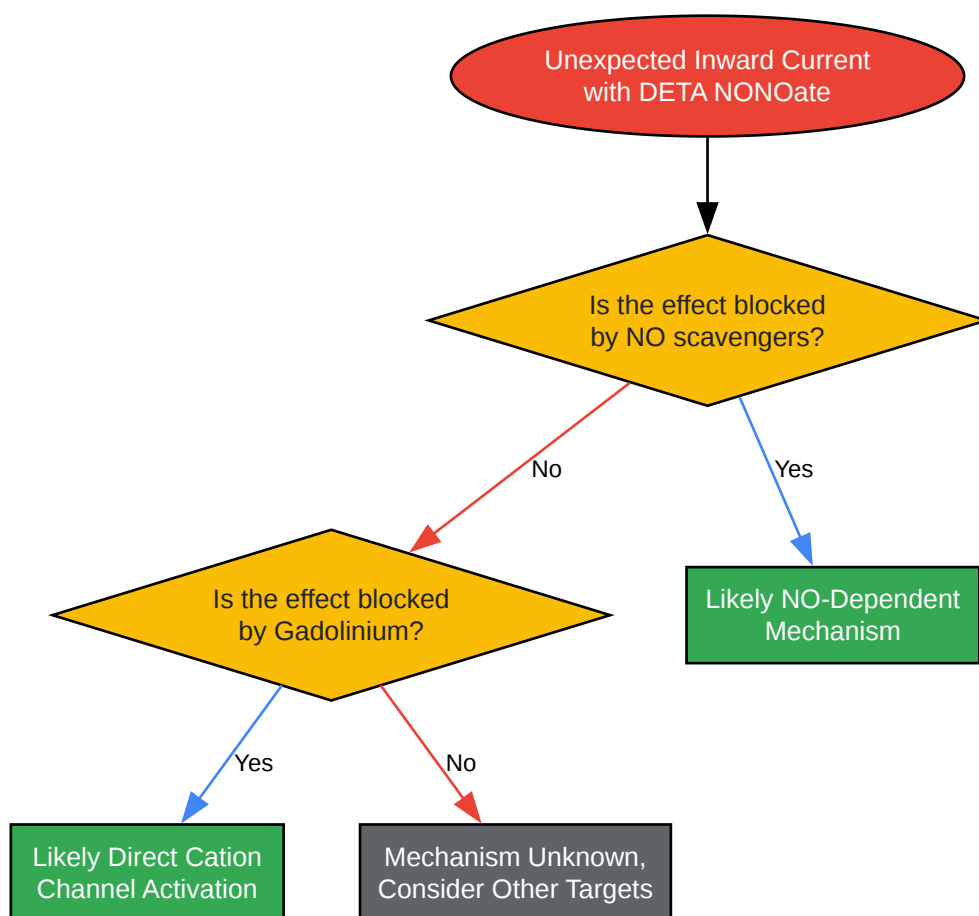 Unexpected Inward Current
with DETA NONOate
Is the effect blocked
by NO scavengers?
No
Yes
Is the effect blocked
by Gadolinium?
Likely NO-Dependent
Mechanism
Yes
No
Likely Direct Cation
Channel Activation
Mechanism Unknown,
Consider Other Targets